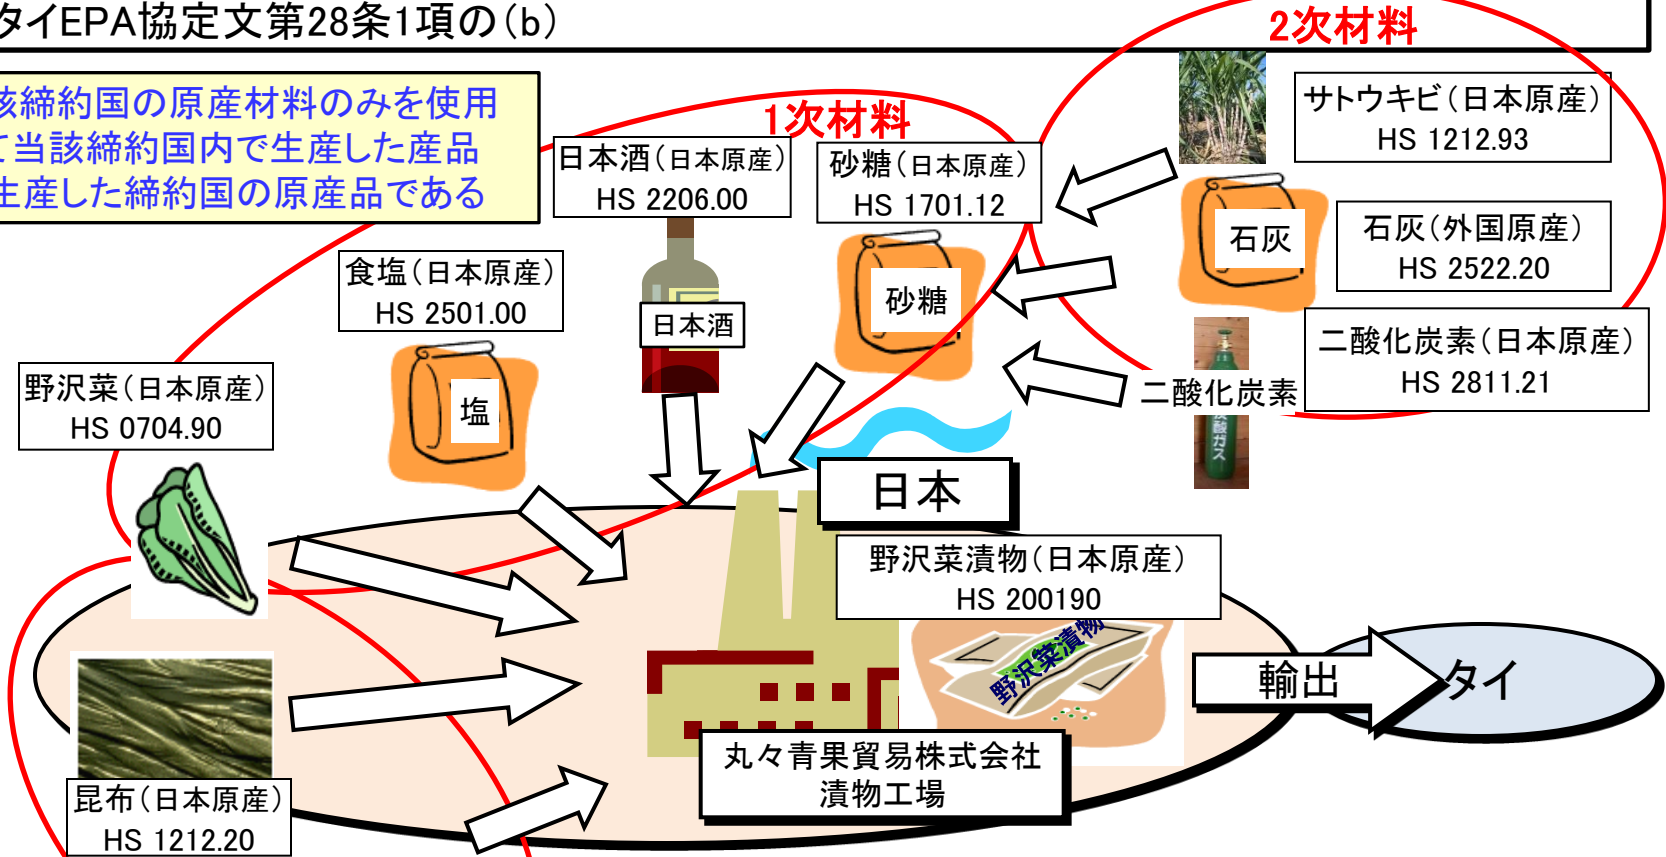 タイEPA協定文第28条1項の(b)
2次材料
該締約国の原産材料のみを使用
て当該締約国内で生産した産品
生産した締約国の原産品である
1次材料
サトウキビ(日本原産)
HS 1212.93
日本酒(日本原産)
HS 2206.00
砂糖(日本原産)
HS 1701.12
石灰
石灰(外国原産)
HS 2522.20
食塩(日本原産)
HS 2501.00
日本酒
砂糖
二酸化炭素(日本原産)
HS 2811.21
二酸化炭素
炭酸ガス
野沢菜(日本原産)
HS 0704.90
塩
日本
野沢菜漬物(日本原産)
HS 200190
野沢菜漬物
輸出
タイ
丸々青果貿易株式会社
漬物工場
昆布(日本原産)
HS 1212.20